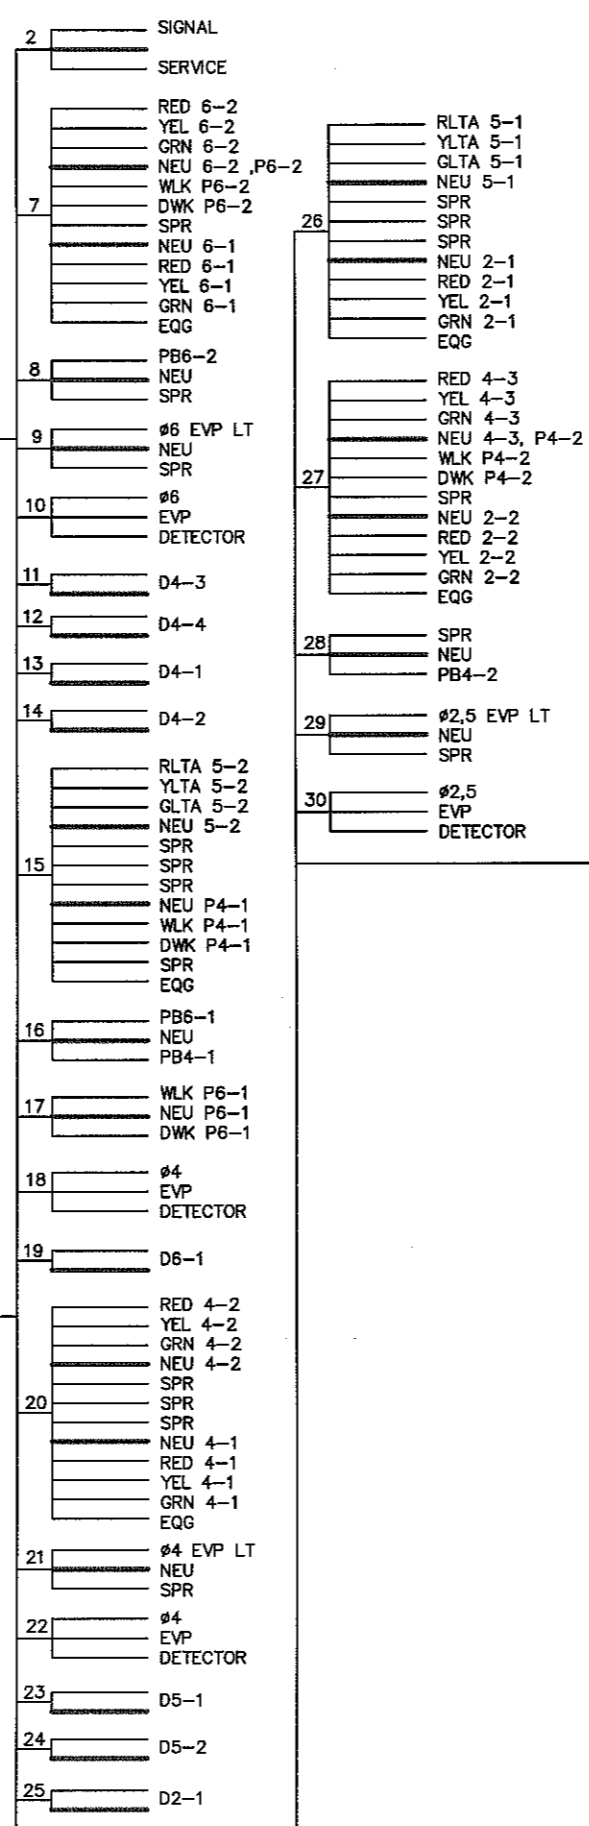 2
SIGNAL
SERVICE
7
RED 6-2
YEL 6-2
GRN 6-2
NEU 6-2 ,P6-2
WLK P6-2
DWK P6-2
SPR
NEU 6-1
RED 6-1
YEL 6-1
GRN 6-1
EQG
8
PB6-2
NEU
SPR
9
ø6 EVP LT
NEU
SPR
10
ø6
EVP
DETECTOR
11
D4-3
12
D4-4
13
D4-1
14
D4-2
15
RLTA 5-2
YLTA 5-2
GLTA 5-2
NEU 5-2
SPR
SPR
SPR
NEU P4-1
WLK P4-1
DWK P4-1
SPR
EQG
16
PB6-1
NEU
PB4-1
17
WLK P6-1
NEU P6-1
DWK P6-1
18
ø4
EVP
DETECTOR
19
D6-1
20
RED 4-2
YEL 4-2
GRN 4-2
NEU 4-2
SPR
SPR
SPR
NEU 4-1
RED 4-1
YEL 4-1
GRN 4-1
EQG
21
ø4 EVP LT
NEU
SPR
22
ø4
EVP
DETECTOR
23
D5-1
24
D5-2
25
D2-1
26
RLTA 5-1
YLTA 5-1
GLTA 5-1
NEU 5-1
SPR
SPR
SPR
NEU 2-1
RED 2-1
YEL 2-1
GRN 2-1
EQG
27
RED 4-3
YEL 4-3
GRN 4-3
NEU 4-3, P4-2
WLK P4-2
DWK P4-2
SPR
NEU 2-2
RED 2-2
YEL 2-2
GRN 2-2
EQG
28
SPR
NEU
PB4-2
29
ø2,5 EVP LT
NEU
SPR
30
ø2,5
EVP
DETECTOR